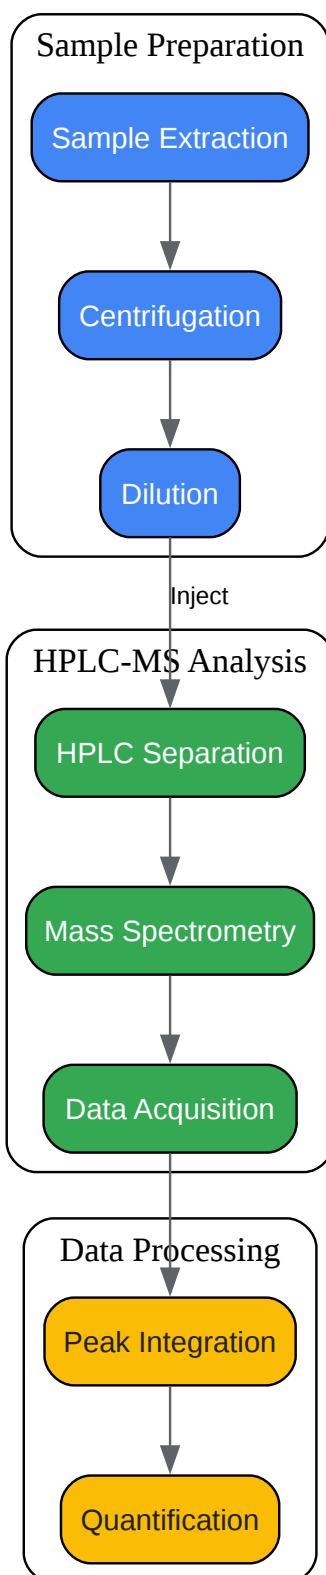 Sample Preparation
Sample Extraction
Centrifugation
Dilution
Inject
HPLC-MS Analysis
HPLC Separation
Mass Spectrometry
Data Acquisition
Data Processing
Peak Integration
Quantification